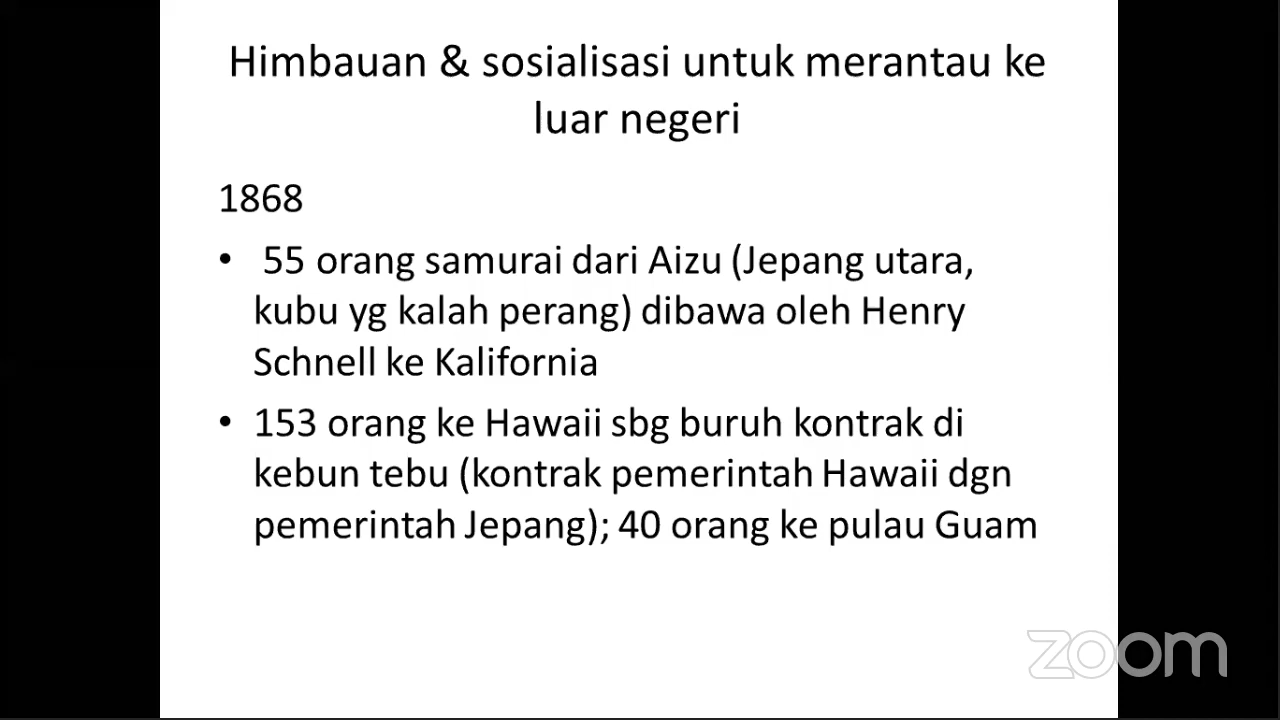 Himbauan & sosialisasi untuk merantau ke
luar negeri
1868
• 55 orang samurai dari Aizu (Jepang utara,
kubu yg kalah perang) dibawa oleh Henry
Schnell ke Kalifornia
• 153 orang ke Hawaii sbg buruh kontrak di
kebun tebu (kontrak pemerintah Hawaii dgn
pemerintah Jepang); 40 orang ke pulau Guam
zoom